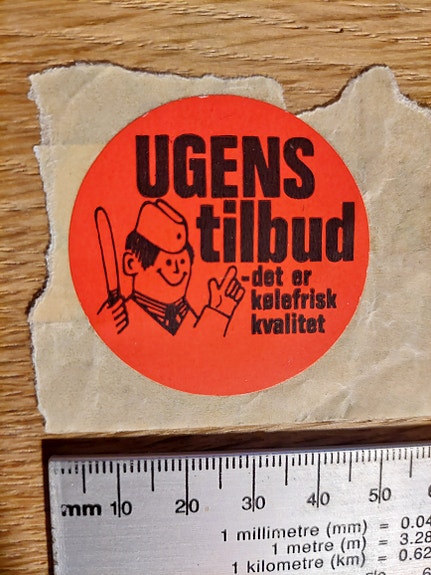 UGENS
tilbud
-det er
kølefrisk
kvalitet
mm 10 20 30 40 50
1 millimetre (mm) = 0.04
1 metre (m) = 3.28
1 kilometre (km) = 0.62